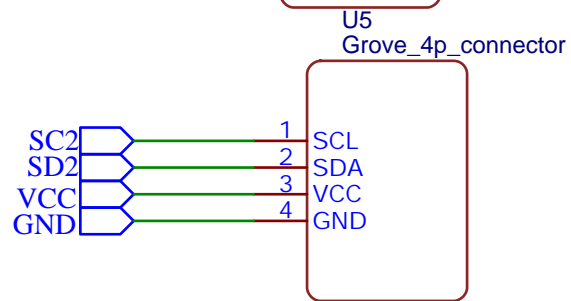 U5
Grove_4p_connector
SC2 1 SCL
SD2 2 SDA
VCC 3 VCC
GND 4 GND